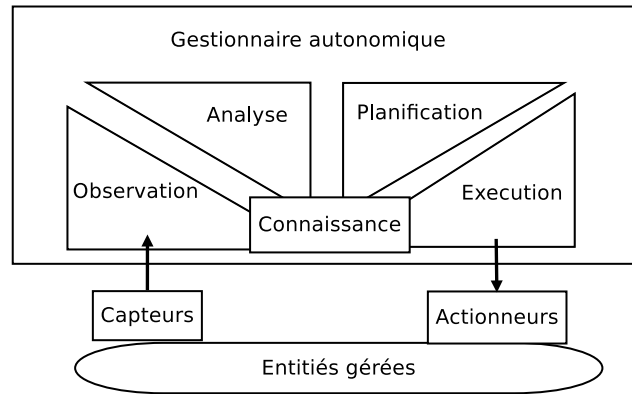 Gestionnaire autonomique
Analyse
Planification
Observation
Execution
Connaissance
Capteurs
Actionneurs
Entitiés gérées